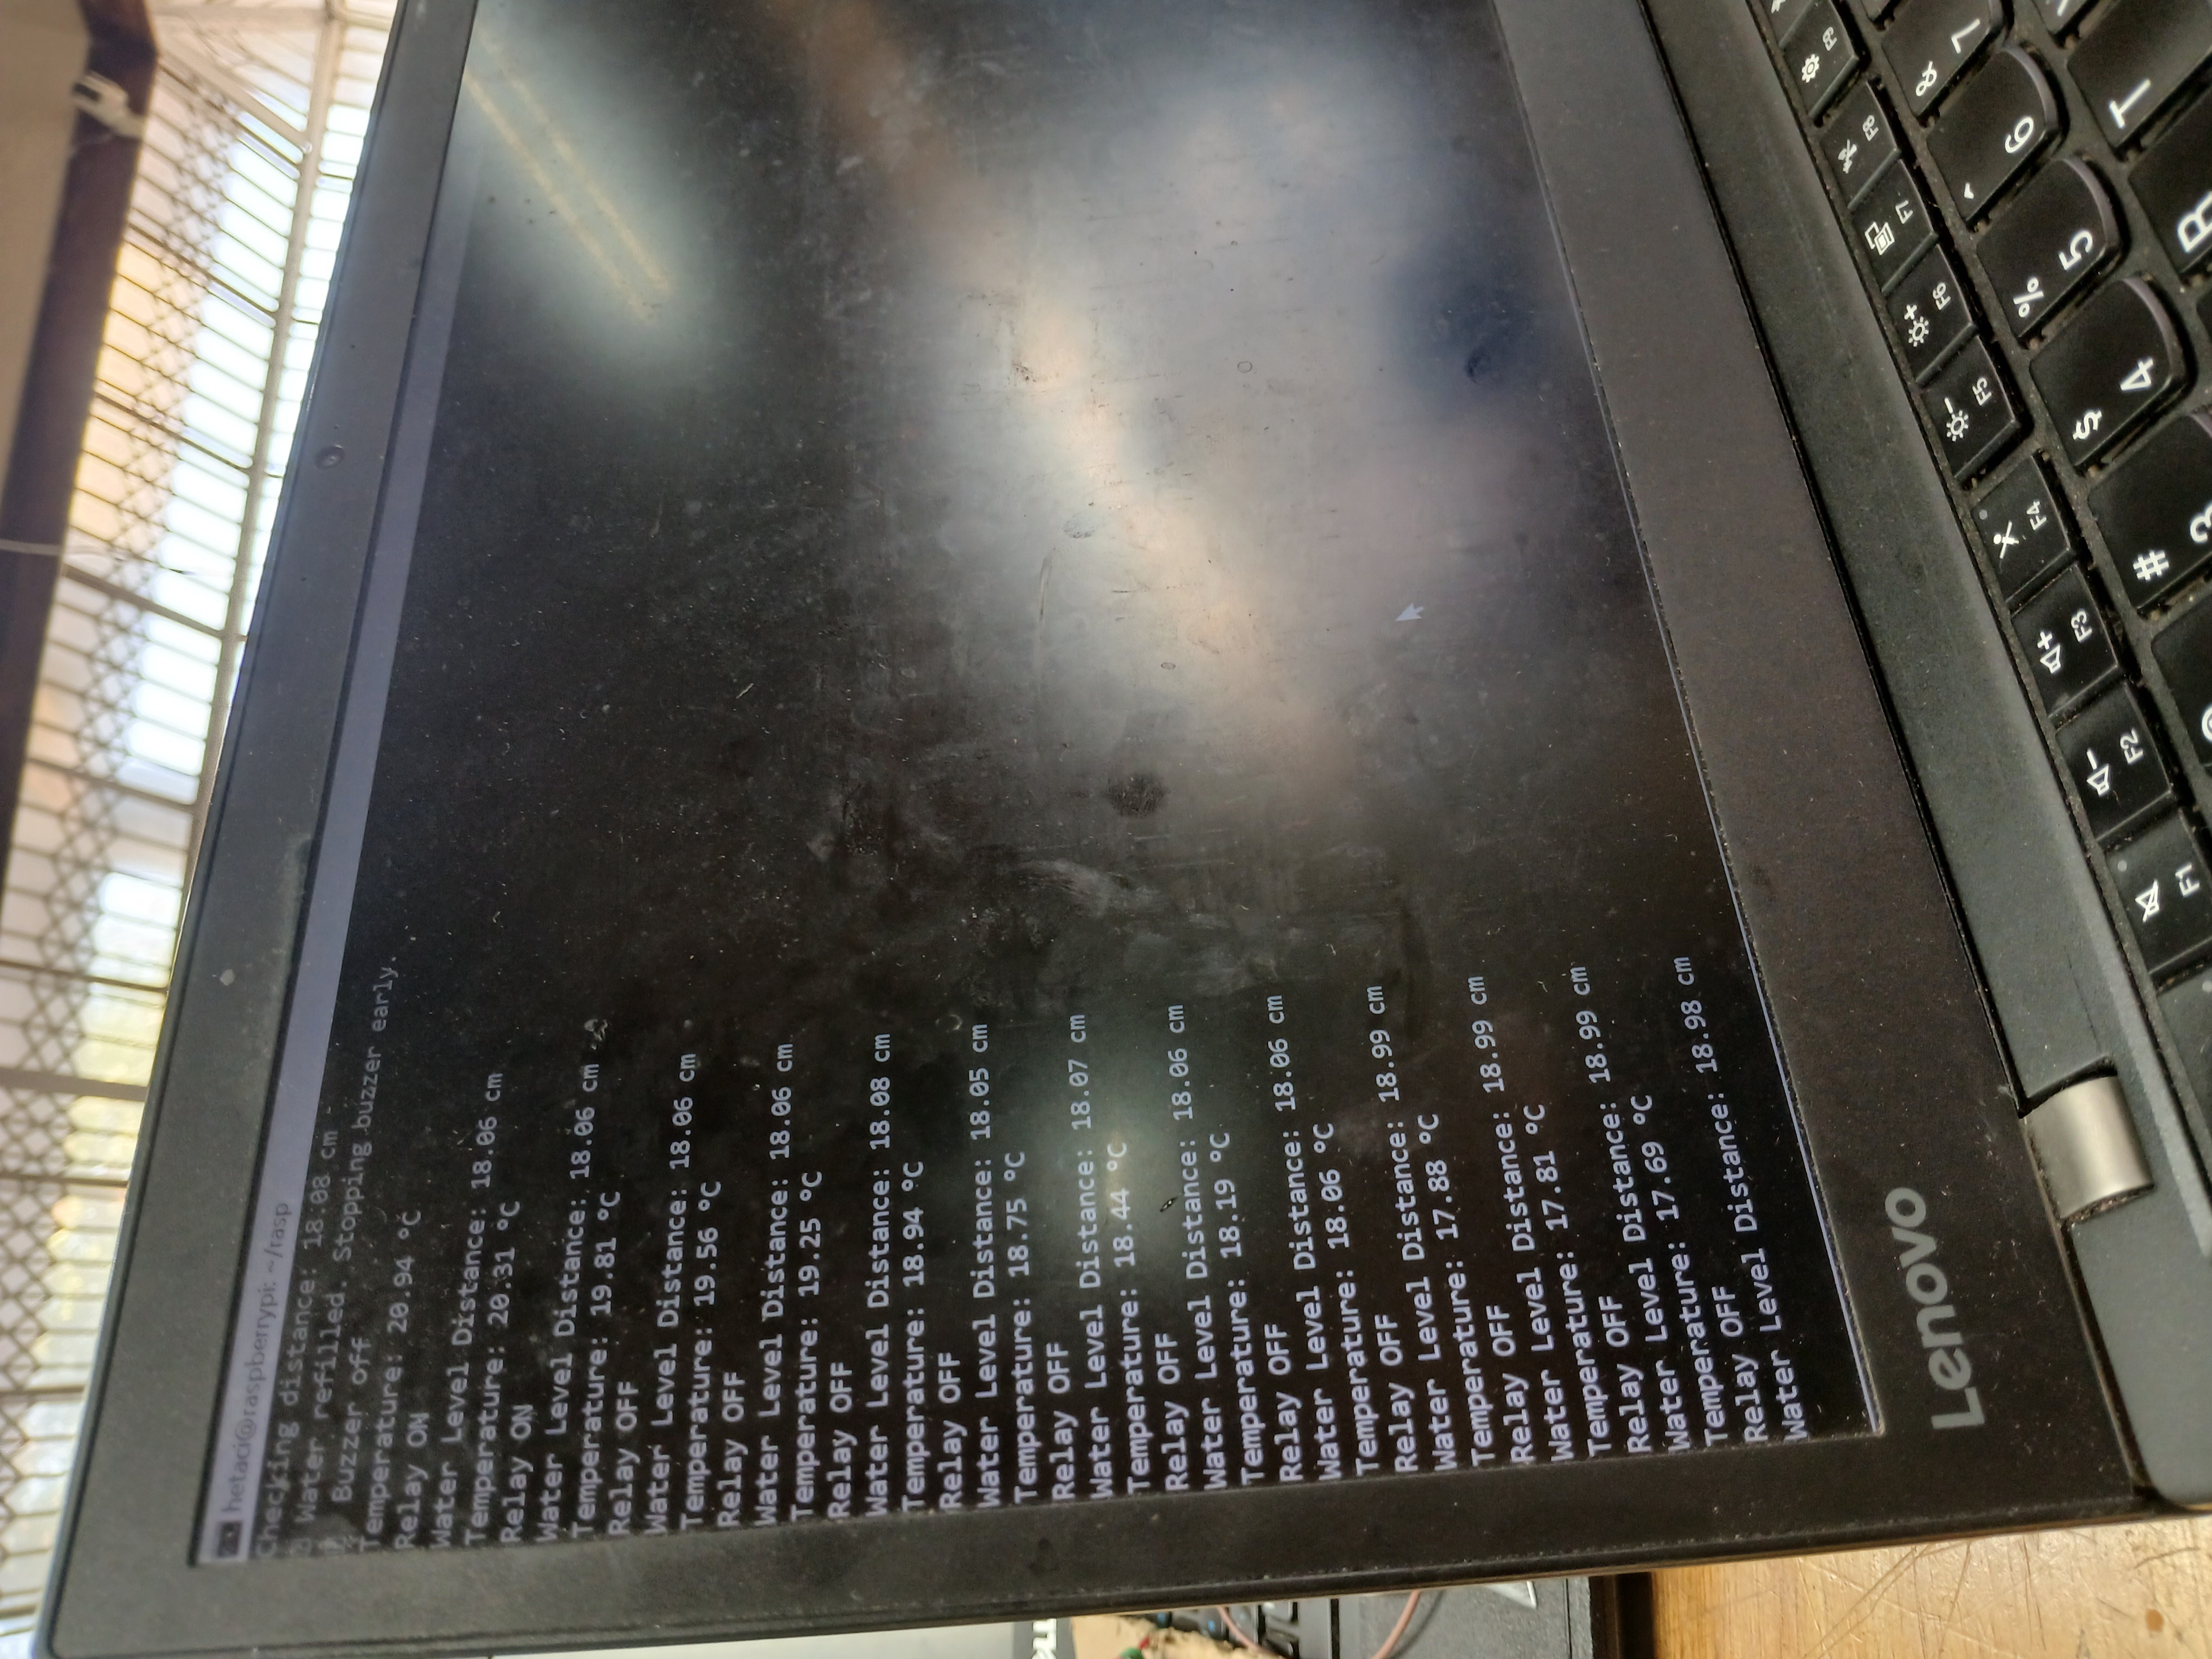 hetaci@raspberrypi: ~/rasp
Checking distance: 18.08 cm
Water refilled. Stopping buzzer early.
Buzzer off
Temperature: 20.94 °C
Relay ON
Water Level Distance: 18.06 cm
Temperature: 20.31 °C
Relay ON
Water Level Distance: 18.06 cm
Temperature: 19.81 °C
Relay OFF
Water Level Distance: 18.06 cm
Temperature: 19.56 °C
Relay OFF
Water Level Distance: 18.06 cm
Temperature: 19.25 °C
Relay OFF
Water Level Distance: 18.08 cm
Temperature: 18.94 °C
Relay OFF
Water Level Distance: 18.05 cm
Temperature: 18.75 °C
Relay OFF
Water Level Distance: 18.07 cm
Temperature: 18.44 °C
Relay OFF
Water Level Distance: 18.06 cm
Temperature: 18.19 °C
Relay OFF
Water Level Distance: 18.06 cm
Temperature: 18.06 °C
Relay OFF
Water Level Distance: 18.99 cm
Temperature: 17.88 °C
Relay OFF
Water Level Distance: 18.99 cm
Temperature: 17.81 °C
Relay OFF
Water Level Distance: 18.99 cm
Temperature: 17.69 °C
Relay OFF
Water Level Distance: 18.98 cm
Lenovo
F1 F2 F3 F4 F5 F6 F7 F8 F9
# 3 $ 4 % 5 ^ 6 & 7
R T